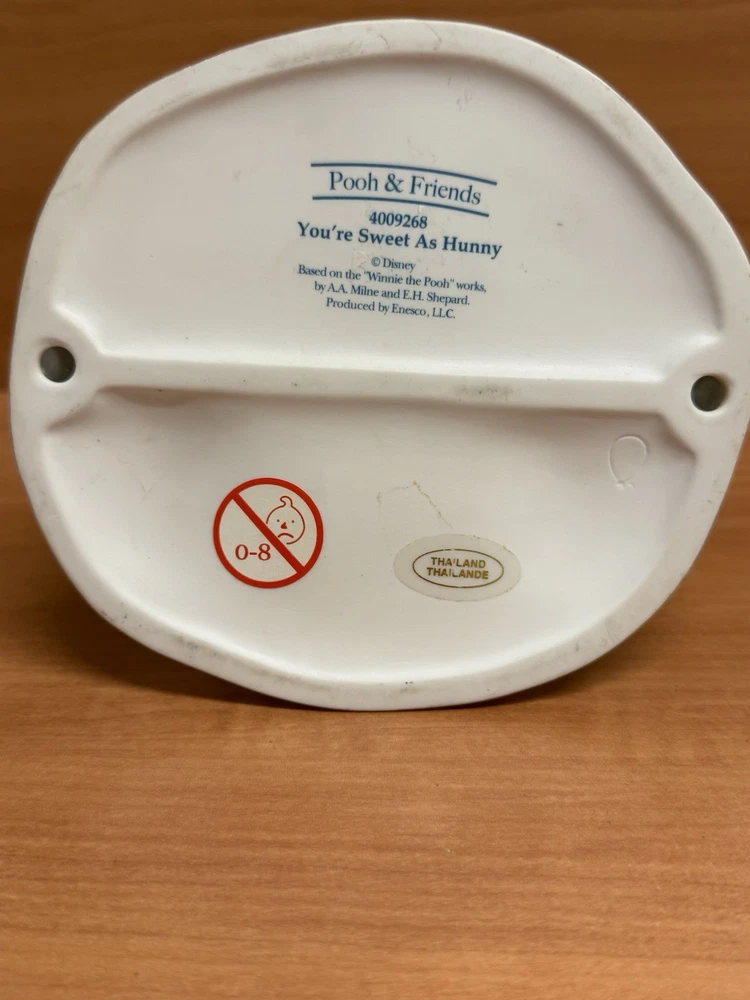 Pooh & Friends
4009268
You're Sweet As Hunny
© Disney
Based on the "Winnie the Pooh" works,
by A.A. Milne and E.H. Shepard.
Produced by Enesco, LLC.
0-8
THAILAND
THAILANDE